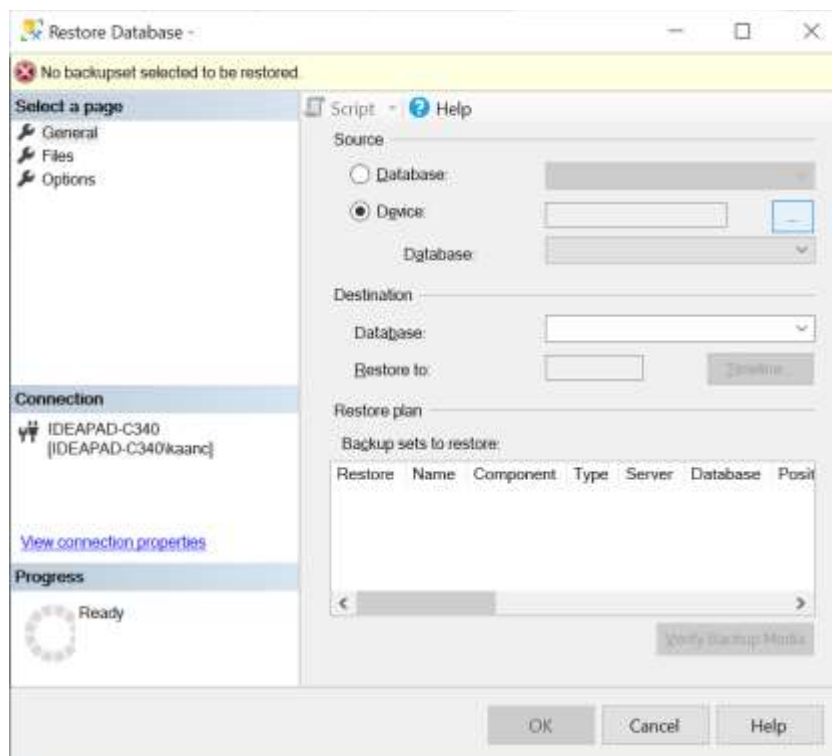 Restore Database -
No backupset selected to be restored.
Select a page
General
Files
Options
Connection
IDEAPAD-C340
[IDEAPAD-C340\kaanc]
View connection properties
Progress
Ready
Script
Help
Source
Database:
Device:
...
Database:
Destination
Database:
Restore to:
Timeline...
Restore plan
Backup sets to restore:
Restore Name Component Type Server Database Posit
Verify Backup Media
OK Cancel Help